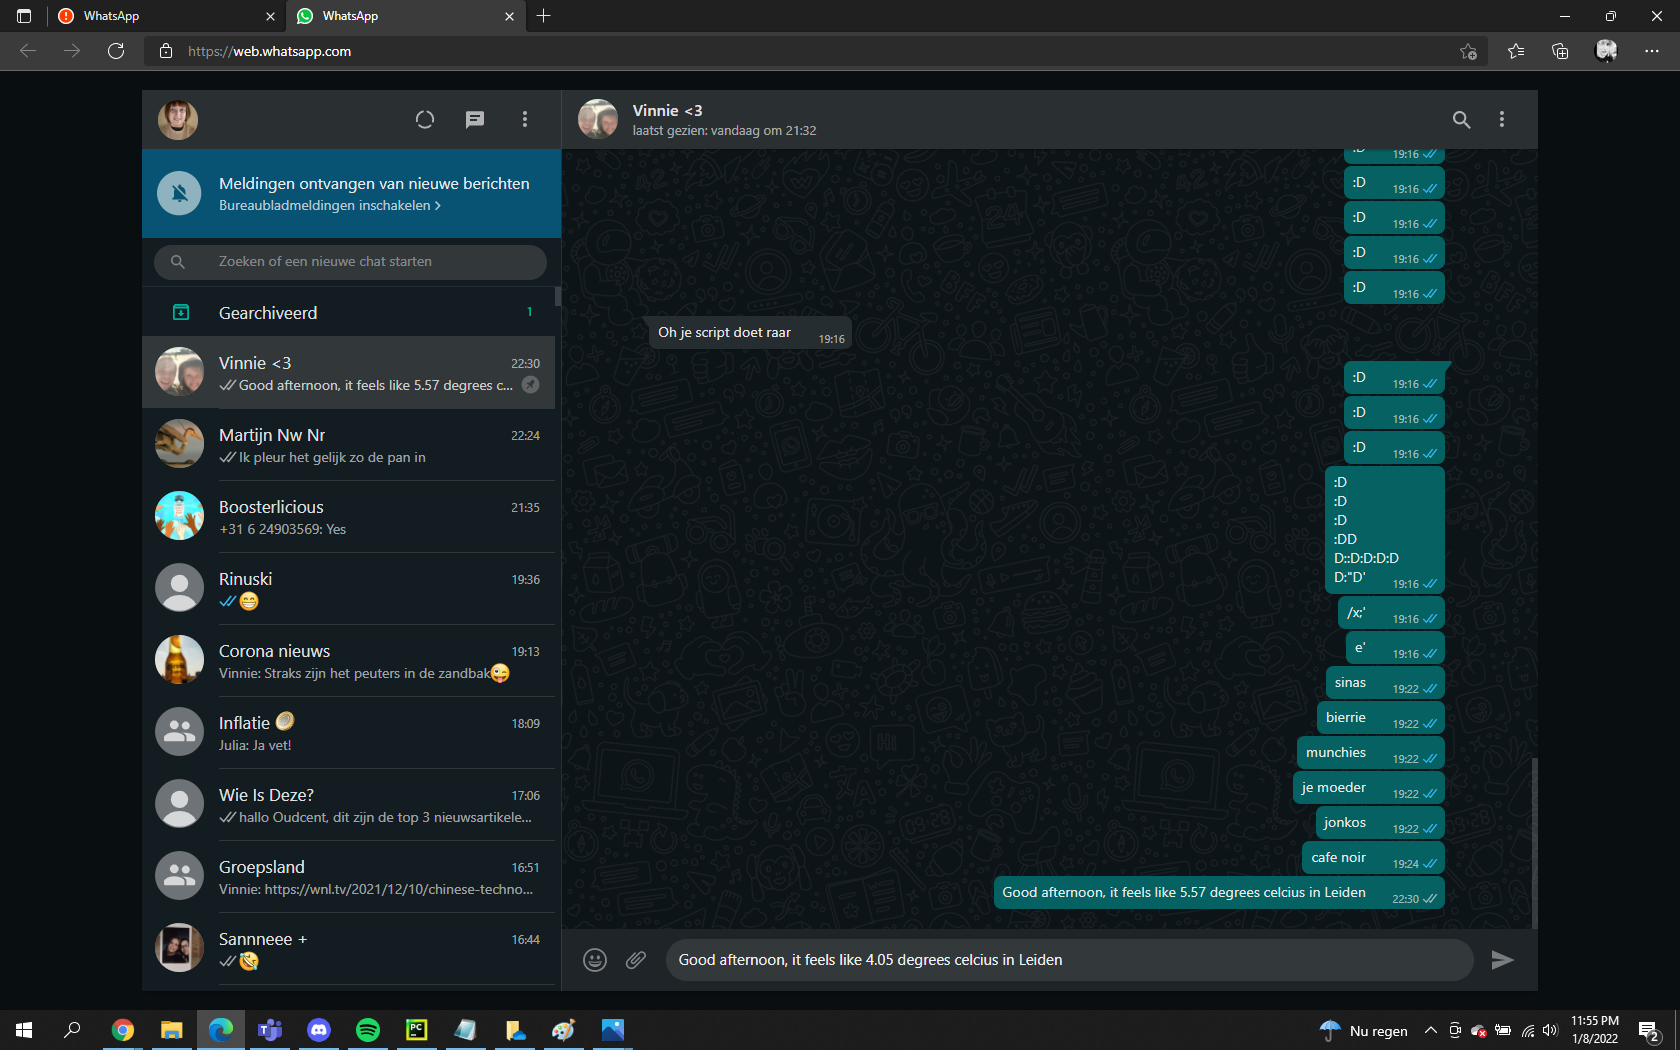 WhatsApp
WhatsApp
https://web.whatsapp.com
Meldingen ontvangen van nieuwe berichten
Bureaubladmeldingen inschakelen >
Zoeken of een nieuwe chat starten
Gearchiveerd 1
Vinnie <3 22:30
Good afternoon, it feels like 5.57 degrees c...
Martijn Nw Nr 22:24
Ik pleur het gelijk zo de pan in
Boosterlicious 21:35
+31 6 24903569: Yes
Rinuski 19:36
😁
Corona nieuws 19:13
Vinnie: Straks zijn het peuters in de zandbak😜
Inflatie 🪙 18:09
Julia: Ja vet!
Wie Is Deze? 17:06
hallo Oudcent, dit zijn de top 3 nieuwsartikele...
Groepsland 16:51
Vinnie: https://wnl.tv/2021/12/10/chinese-techno...
Sannneee + 16:44
🤣
Vinnie <3
laatst gezien: vandaag om 21:32
:D 19:16
:D 19:16
:D 19:16
:D 19:16
:D 19:16
Oh je script doet raar 19:16
:D 19:16
:D 19:16
:D 19:16
:D
:D
:D
:DD
D::D:D:D:D
D:"D' 19:16
/x;' 19:16
e' 19:16
sinas 19:22
bierrie 19:22
munchies 19:22
je moeder 19:22
jonkos 19:22
cafe noir 19:24
Good afternoon, it feels like 5.57 degrees celcius in Leiden 22:30
Good afternoon, it feels like 4.05 degrees celcius in Leiden
PC
Nu regen
11:55 PM
1/8/2022
2